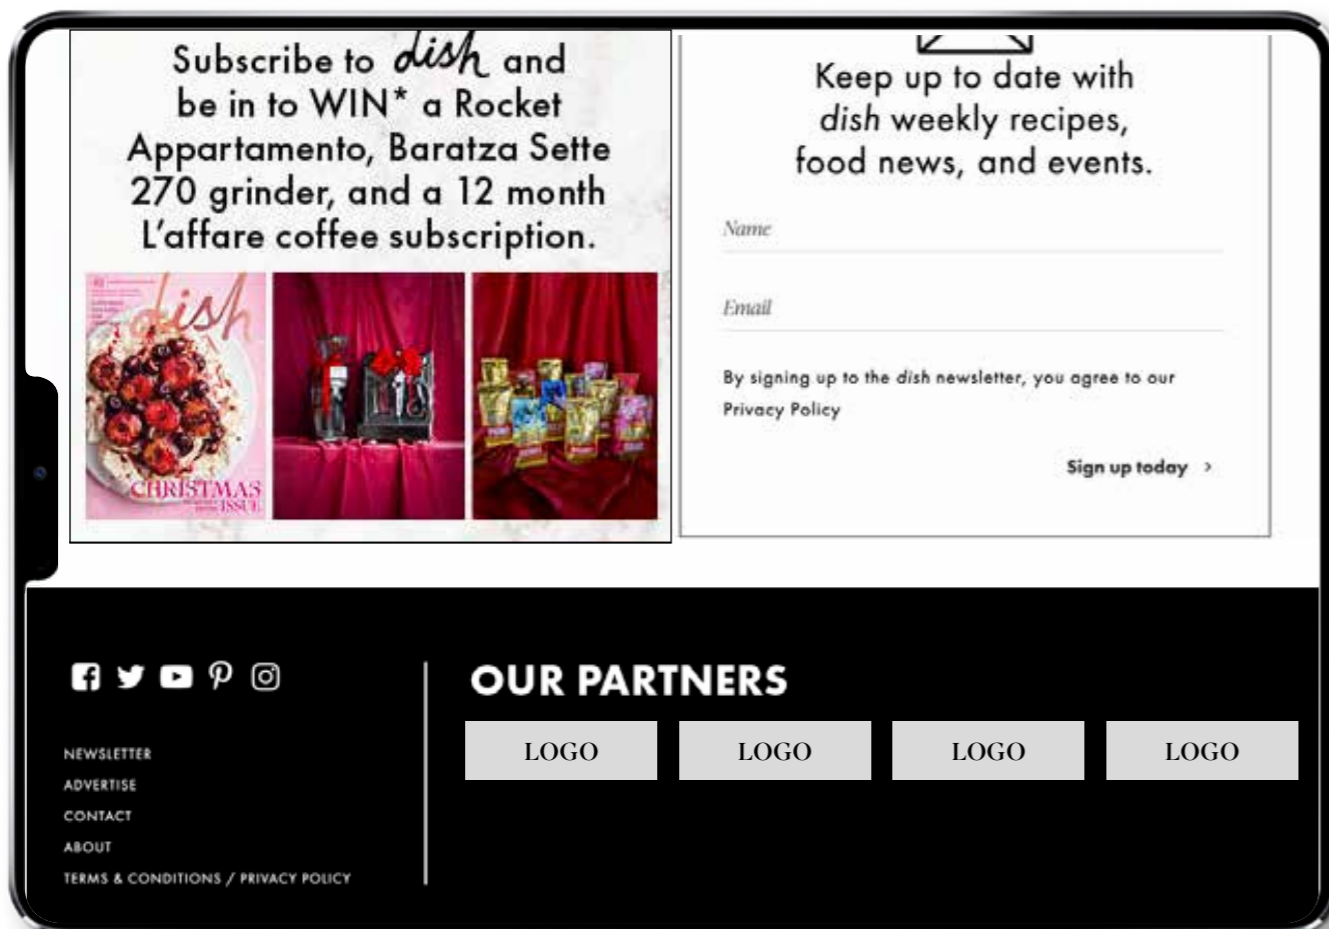 Subscribe to dish and
be in to WIN* a Rocket
Appartamento, Baratza Sette
270 grinder, and a 12 month
L'affare coffee subscription.
dish
CHRISTMAS
ISSUE
Keep up to date with
dish weekly recipes,
food news, and events.
Name
Email
By signing up to the dish newsletter, you agree to our
Privacy Policy
Sign up today >
NEWSLETTER
ADVERTISE
CONTACT
ABOUT
TERMS & CONDITIONS / PRIVACY POLICY
OUR PARTNERS
LOGO LOGO LOGO LOGO